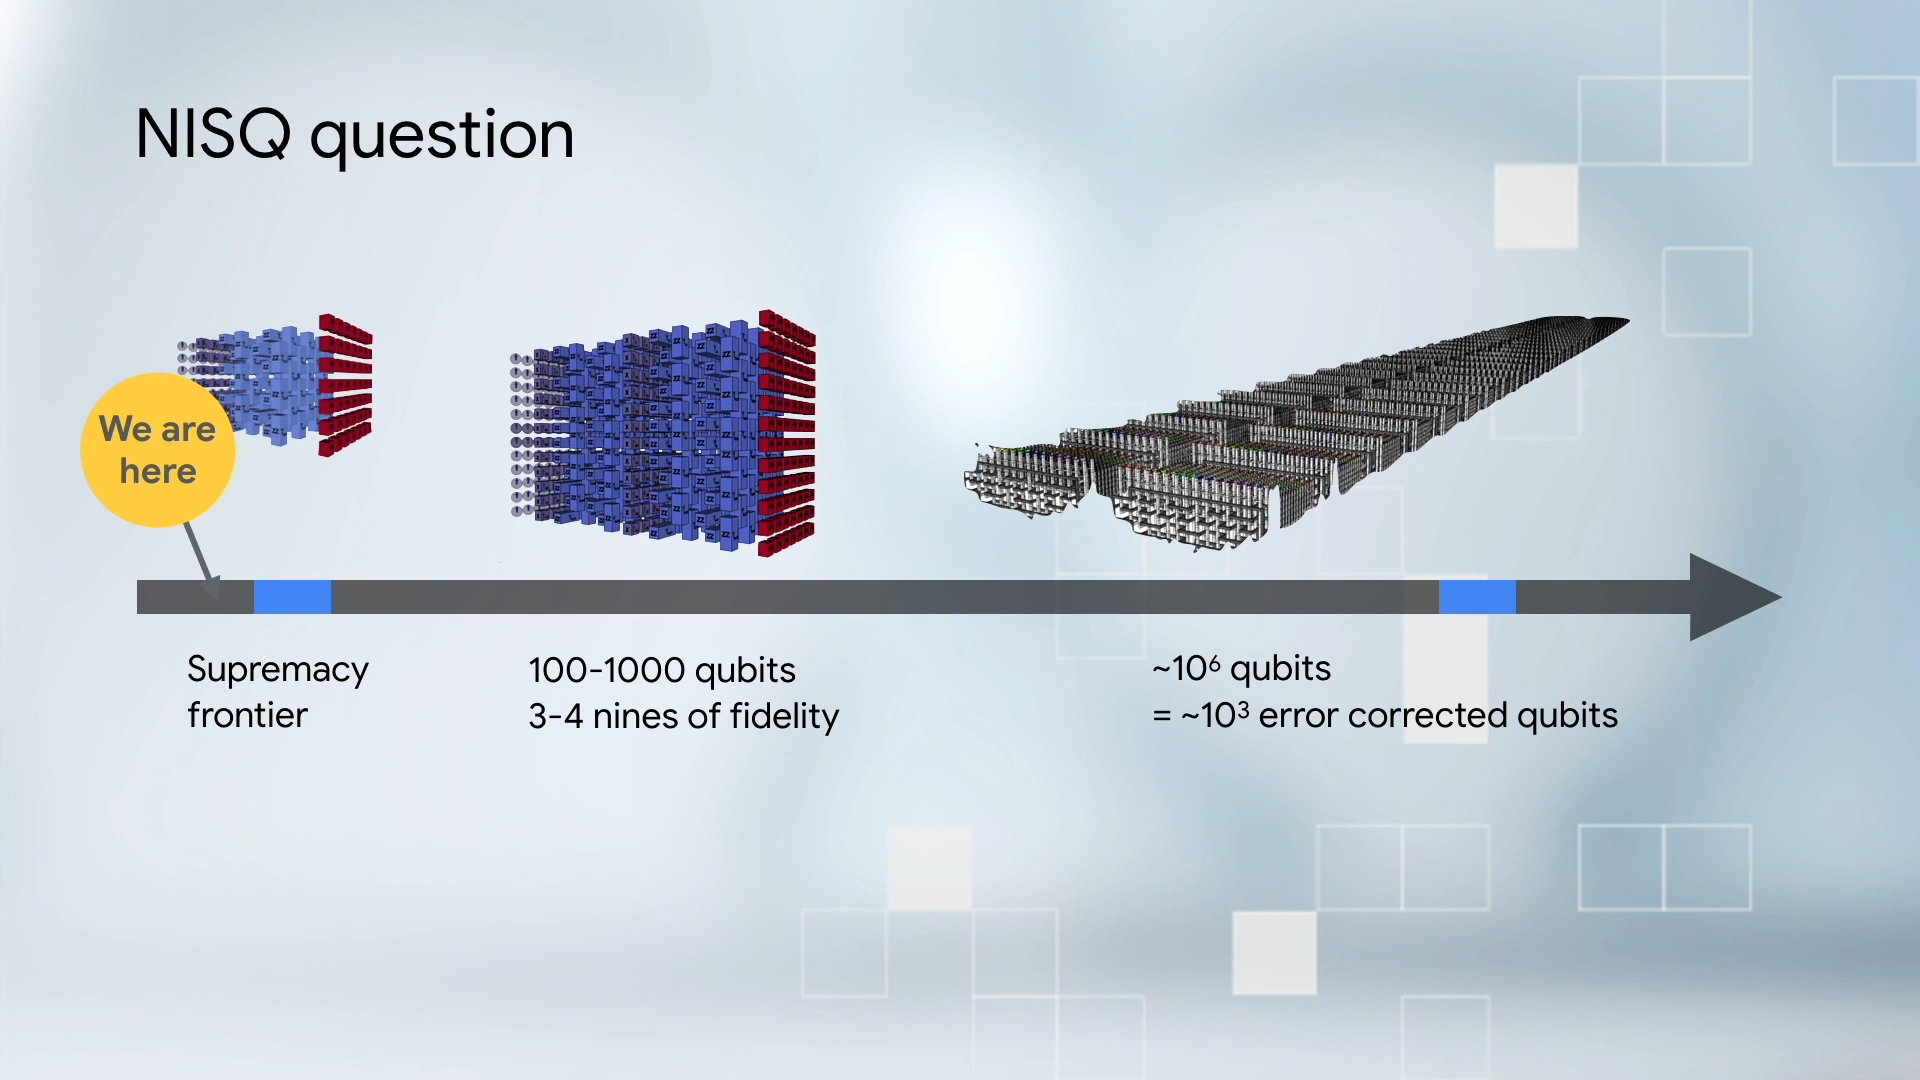 NISQ question
We are
here
Supremacy
frontier
100-1000 qubits
3-4 nines of fidelity
~10⁶ qubits
= ~10³ error corrected qubits